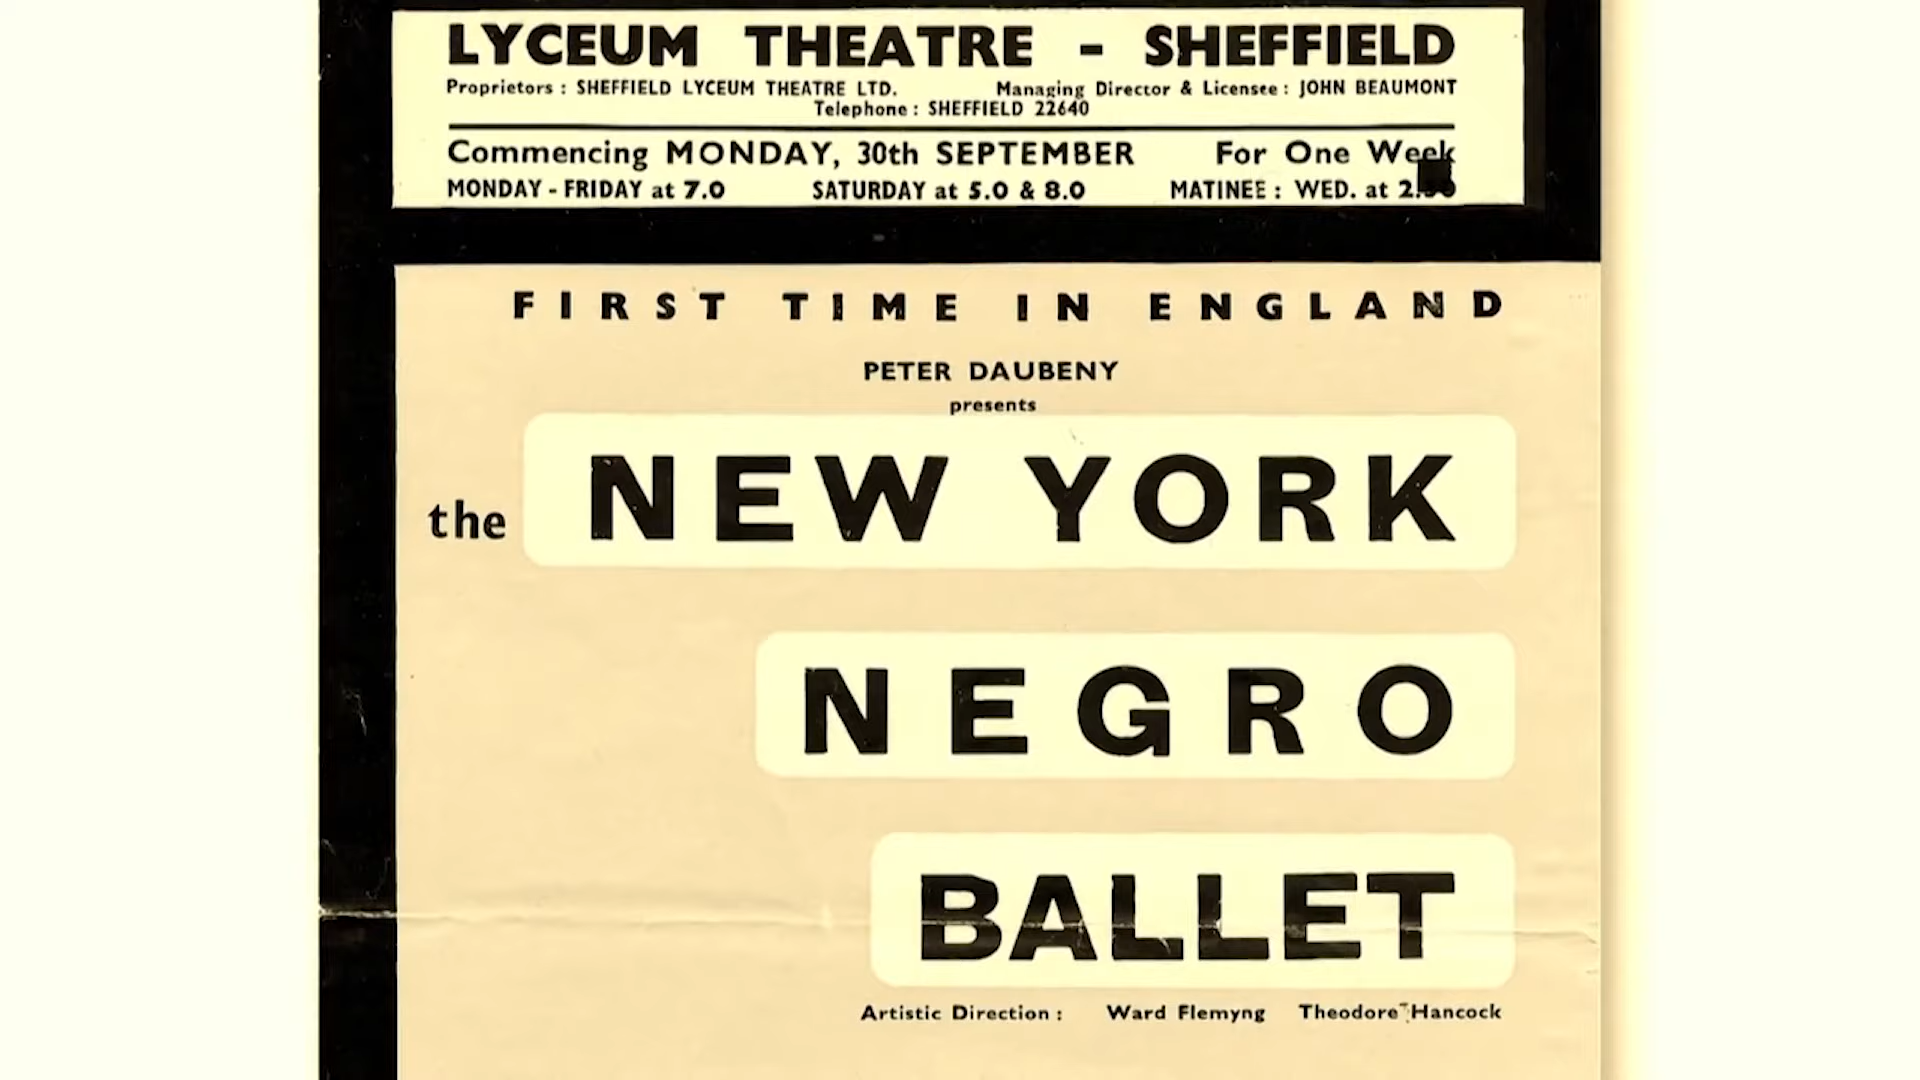 LYCEUM THEATRE - SHEFFIELD
Proprietors : SHEFFIELD LYCEUM THEATRE LTD. Managing Director & Licensee : JOHN BEAUMONT
Telephone : SHEFFIELD 22640
Commencing MONDAY, 30th SEPTEMBER For One Week
MONDAY - FRIDAY at 7.0 SATURDAY at 5.0 & 8.0 MATINEE : WED. at
FIRST TIME IN ENGLAND
PETER DAUBENY
presents
the NEW YORK
NEGRO
BALLET
Artistic Direction : Ward Flemyng Theodore Hancock